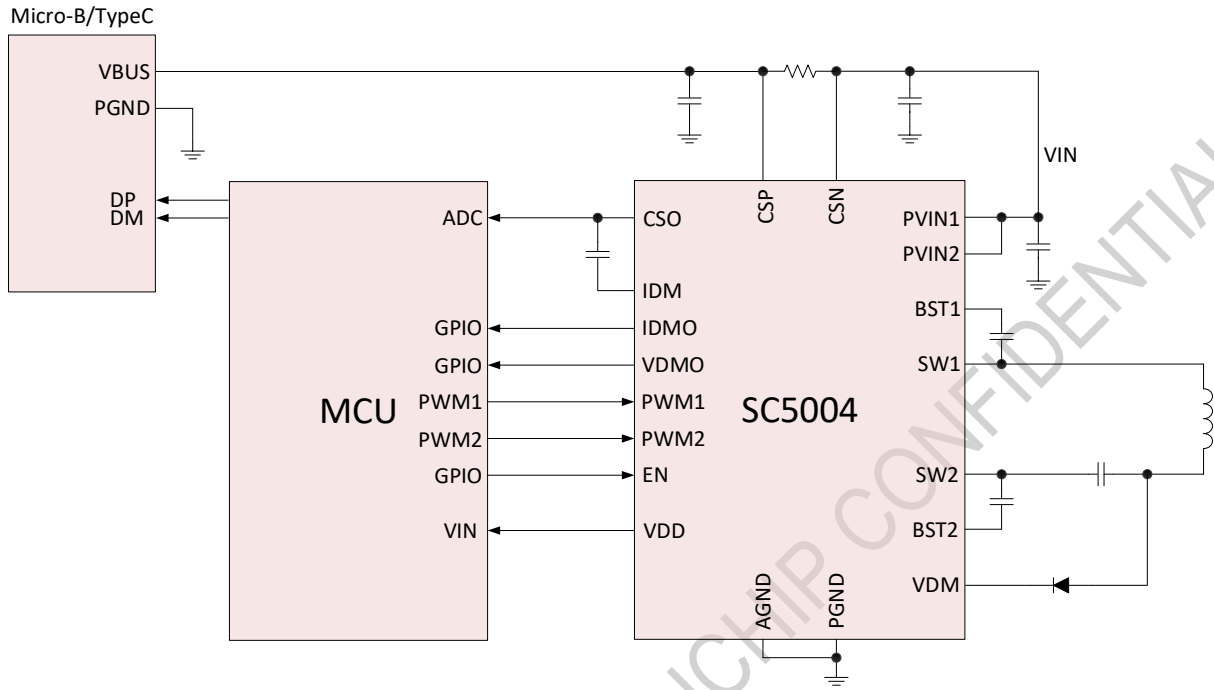 Micro-B/TypeC
VBUS
PGND
DP
DM
MCU
ADC
GPIO
GPIO
PWM1
PWM2
GPIO
VIN
SC5004
CSP
CSN
CSO
IDM
IDMO
VDMO
PWM1
PWM2
EN
VDD
AGND
PGND
PVIN1
PVIN2
BST1
SW1
SW2
BST2
VDM
VIN
CONFIDENTIAL